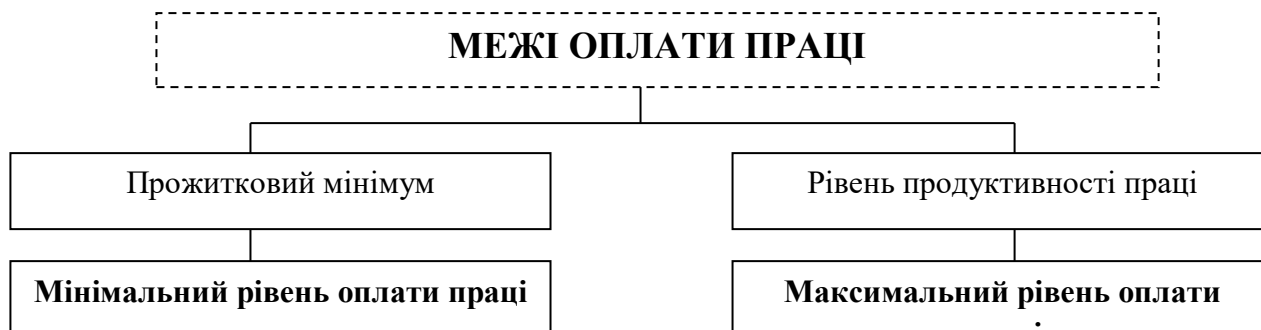 МЕЖІ ОПЛАТИ ПРАЦІ
Прожитковий мінімум
Рівень продуктивності праці
Мінімальний рівень оплати праці
Максимальний рівень оплати